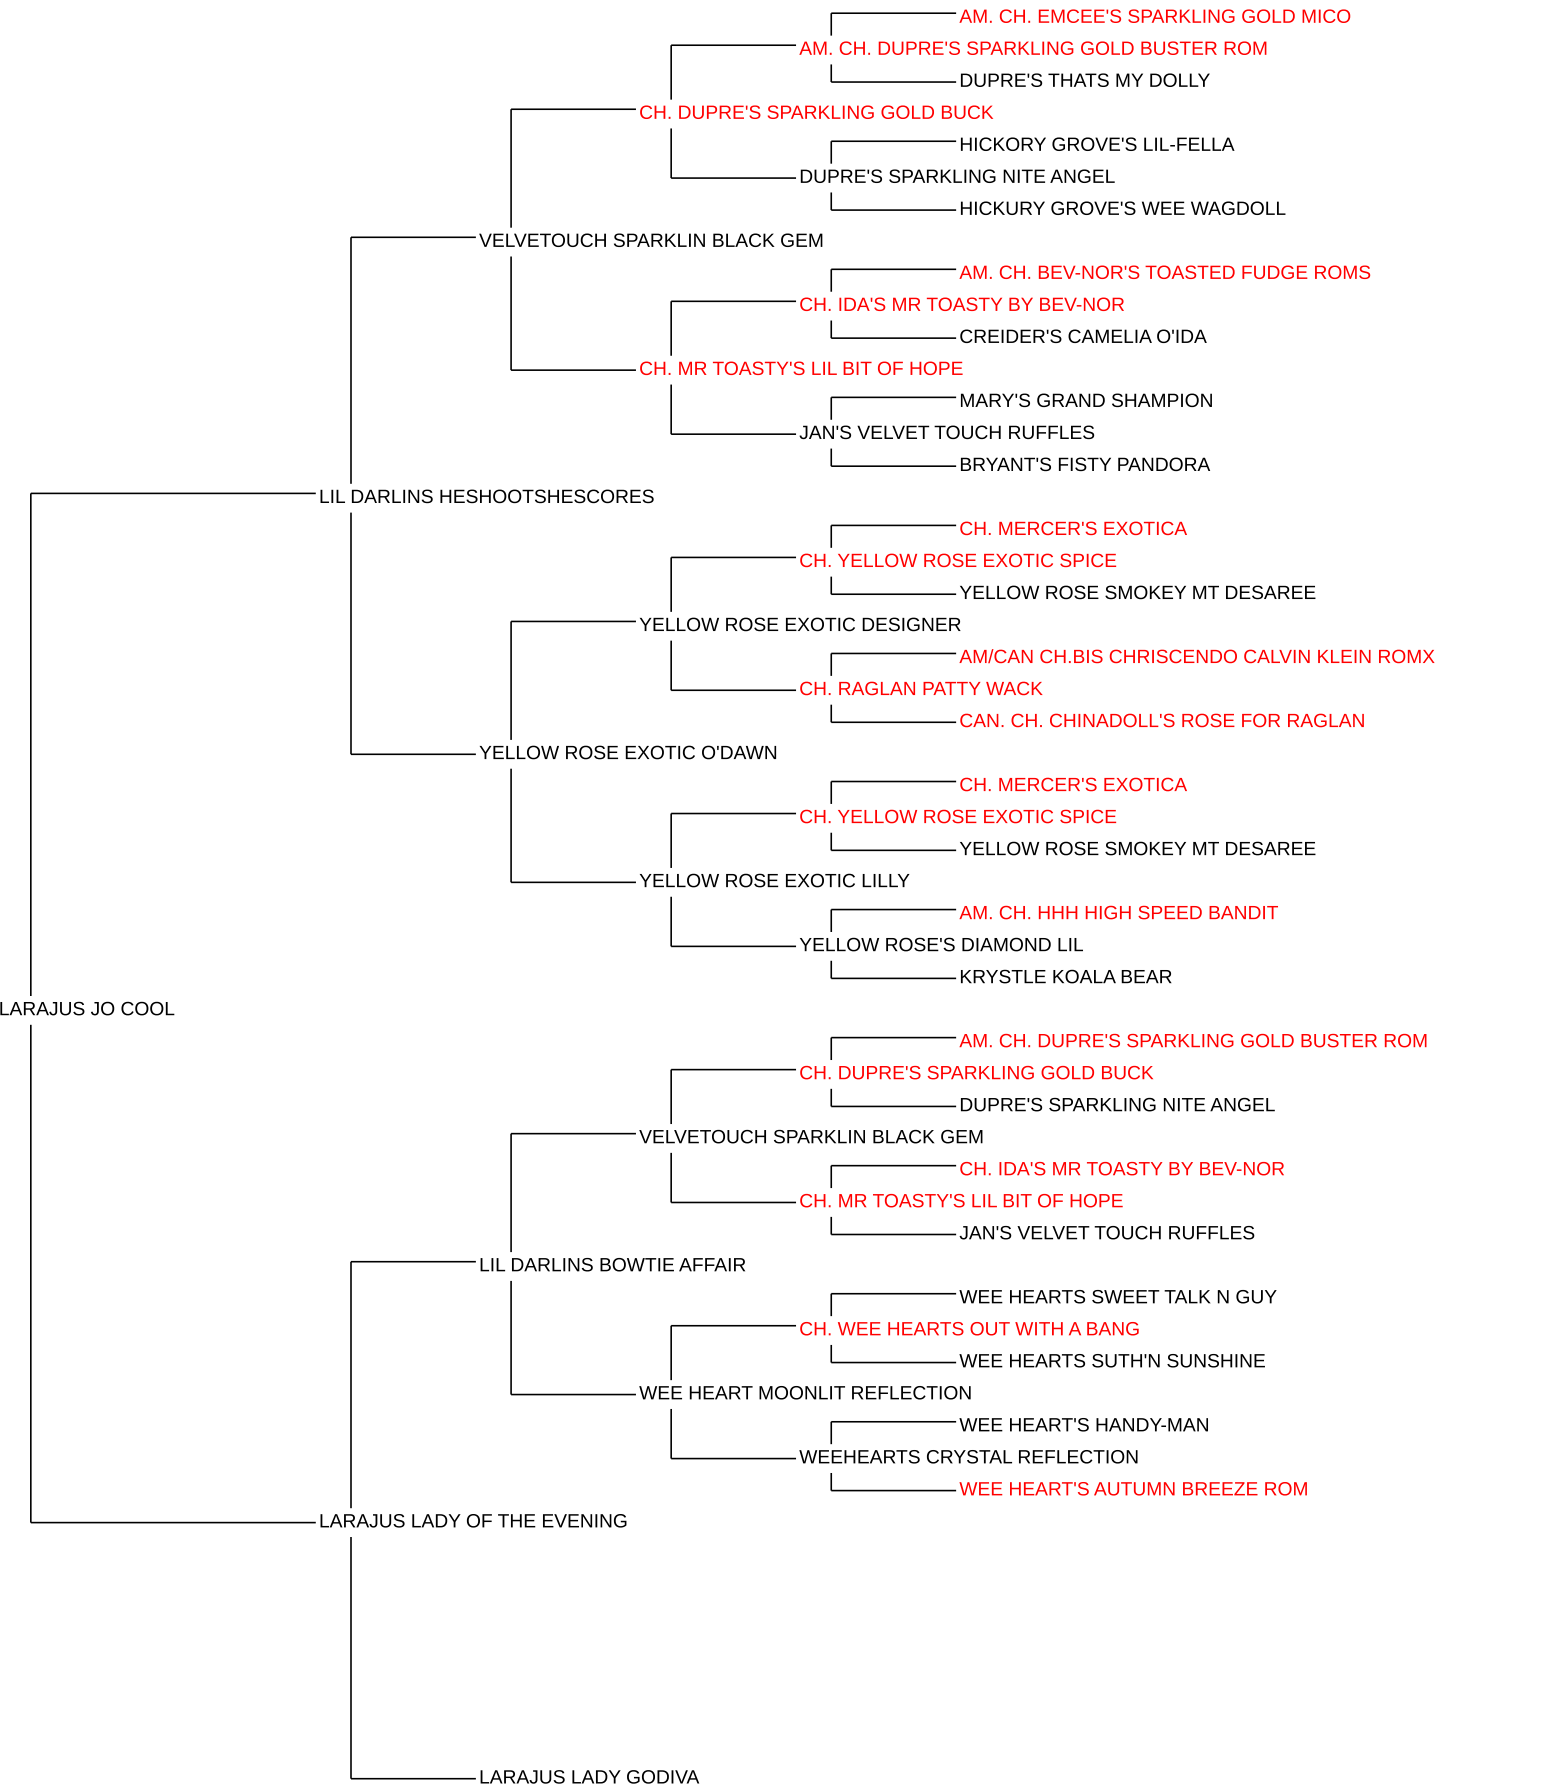 AM. CH. EMCEE'S SPARKLING GOLD MICO
AM. CH. DUPRE'S SPARKLING GOLD BUSTER ROM
DUPRE'S THATS MY DOLLY
CH. DUPRE'S SPARKLING GOLD BUCK
HICKORY GROVE'S LIL-FELLA
DUPRE'S SPARKLING NITE ANGEL
HICKURY GROVE'S WEE WAGDOLL
VELVETOUCH SPARKLIN BLACK GEM
AM. CH. BEV-NOR'S TOASTED FUDGE ROMS
CH. IDA'S MR TOASTY BY BEV-NOR
CREIDER'S CAMELIA O'IDA
CH. MR TOASTY'S LIL BIT OF HOPE
MARY'S GRAND SHAMPION
JAN'S VELVET TOUCH RUFFLES
BRYANT'S FISTY PANDORA
LIL DARLINS HESHOOTSHESCORES
CH. MERCER'S EXOTICA
CH. YELLOW ROSE EXOTIC SPICE
YELLOW ROSE SMOKEY MT DESAREE
YELLOW ROSE EXOTIC DESIGNER
AM/CAN CH.BIS CHRISCENDO CALVIN KLEIN ROMX
CH. RAGLAN PATTY WACK
CAN. CH. CHINADOLL'S ROSE FOR RAGLAN
YELLOW ROSE EXOTIC O'DAWN
CH. MERCER'S EXOTICA
CH. YELLOW ROSE EXOTIC SPICE
YELLOW ROSE SMOKEY MT DESAREE
YELLOW ROSE EXOTIC LILLY
AM. CH. HHH HIGH SPEED BANDIT
YELLOW ROSE'S DIAMOND LIL
KRYSTLE KOALA BEAR
LARAJUS JO COOL
AM. CH. DUPRE'S SPARKLING GOLD BUSTER ROM
CH. DUPRE'S SPARKLING GOLD BUCK
DUPRE'S SPARKLING NITE ANGEL
VELVETOUCH SPARKLIN BLACK GEM
CH. IDA'S MR TOASTY BY BEV-NOR
CH. MR TOASTY'S LIL BIT OF HOPE
JAN'S VELVET TOUCH RUFFLES
LIL DARLINS BOWTIE AFFAIR
WEE HEARTS SWEET TALK N GUY
CH. WEE HEARTS OUT WITH A BANG
WEE HEARTS SUTH'N SUNSHINE
WEE HEART MOONLIT REFLECTION
WEE HEART'S HANDY-MAN
WEEHEARTS CRYSTAL REFLECTION
WEE HEART'S AUTUMN BREEZE ROM
LARAJUS LADY OF THE EVENING
LARAJUS LADY GODIVA